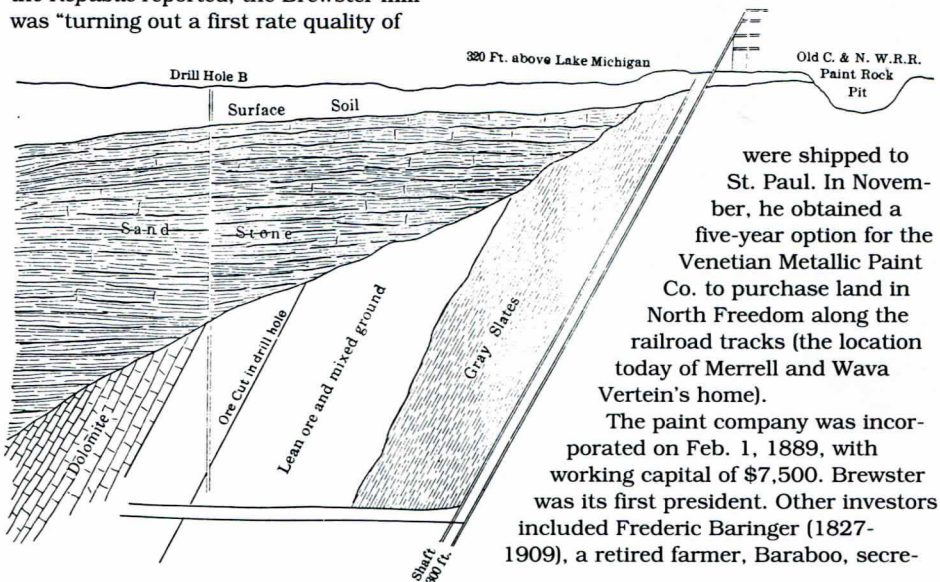 the Republic reported, the Brewster mill
was “turning out a first rate quality of
Drill Hole B
320 Ft. above Lake Michigan
Old C. & N. W.R.R.
Paint Rock
Pit
Surface Soil
Sand Stone
Dolomite
Ore Cut in drill hole
Lean ore and mixed ground
Gray Slates
Shaft
ft.
were shipped to
St. Paul. In Novem-
ber, he obtained a
five-year option for the
Venetian Metallic Paint
Co. to purchase land in
North Freedom along the
railroad tracks (the location
today of Merrell and Wava
Vertein's home).
The paint company was incor-
porated on Feb. 1, 1889, with
working capital of $7,500. Brewster
was its first president. Other investors
included Frederic Baringer (1827-
1909), a retired farmer, Baraboo, secre-